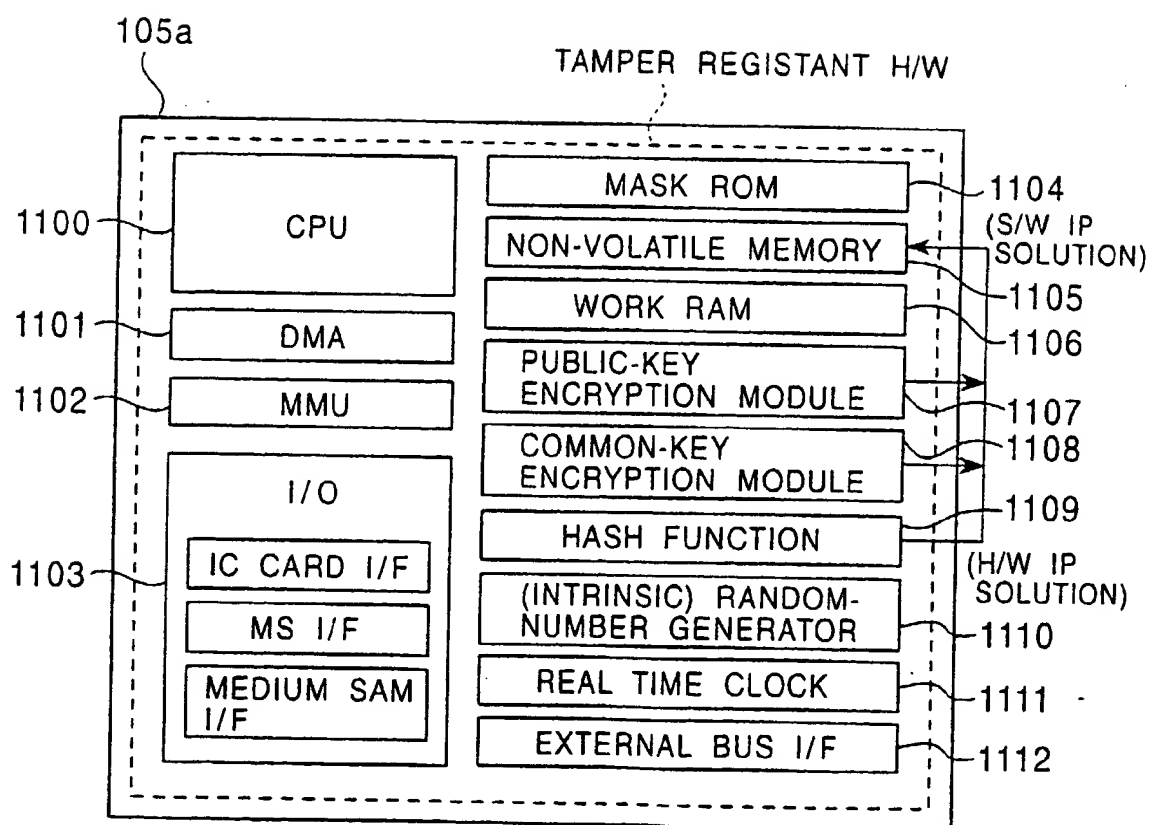 105a
TAMPER REGISTANT H/W
1100
CPU
1101
DMA
1102
MMU
1103
I/O
IC CARD I/F
MS I/F
MEDIUM SAM
I/F
MASK ROM
1104
(S/W IP
SOLUTION)
NON-VOLATILE MEMORY
1105
WORK RAM
1106
PUBLIC-KEY
ENCRYPTION MODULE
1107
COMMON-KEY
ENCRYPTION MODULE
1108
HASH FUNCTION
1109
(H/W IP
SOLUTION)
(INTRINSIC) RANDOM-
NUMBER GENERATOR
1110
REAL TIME CLOCK
1111
EXTERNAL BUS I/F
1112